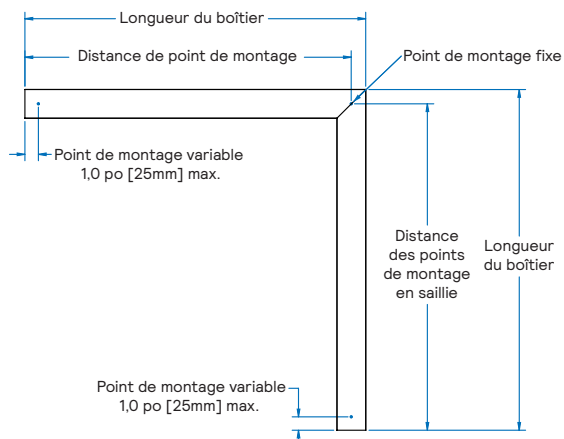 Longueur du boîtier
Distance de point de montage
Point de montage fixe
Point de montage variable
1,0 po [25mm] max.
Distance
des points
de montage
en saillie
Longueur
du boîtier
Point de montage variable
1,0 po [25mm] max.